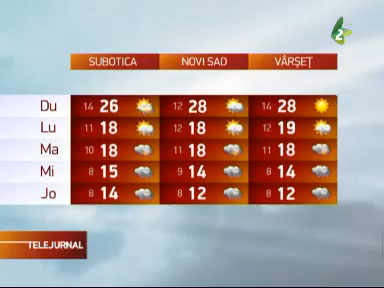 2
SUBOTICA NOVI SAD VÂRȘEȚ
Du 14 26 12 28 14 28
Lu 11 18 12 18 12 19
Ma 10 18 11 18 11 18
Mi 8 15 9 14 8 14
Jo 8 14 8 12 8 12
TELEJURNAL